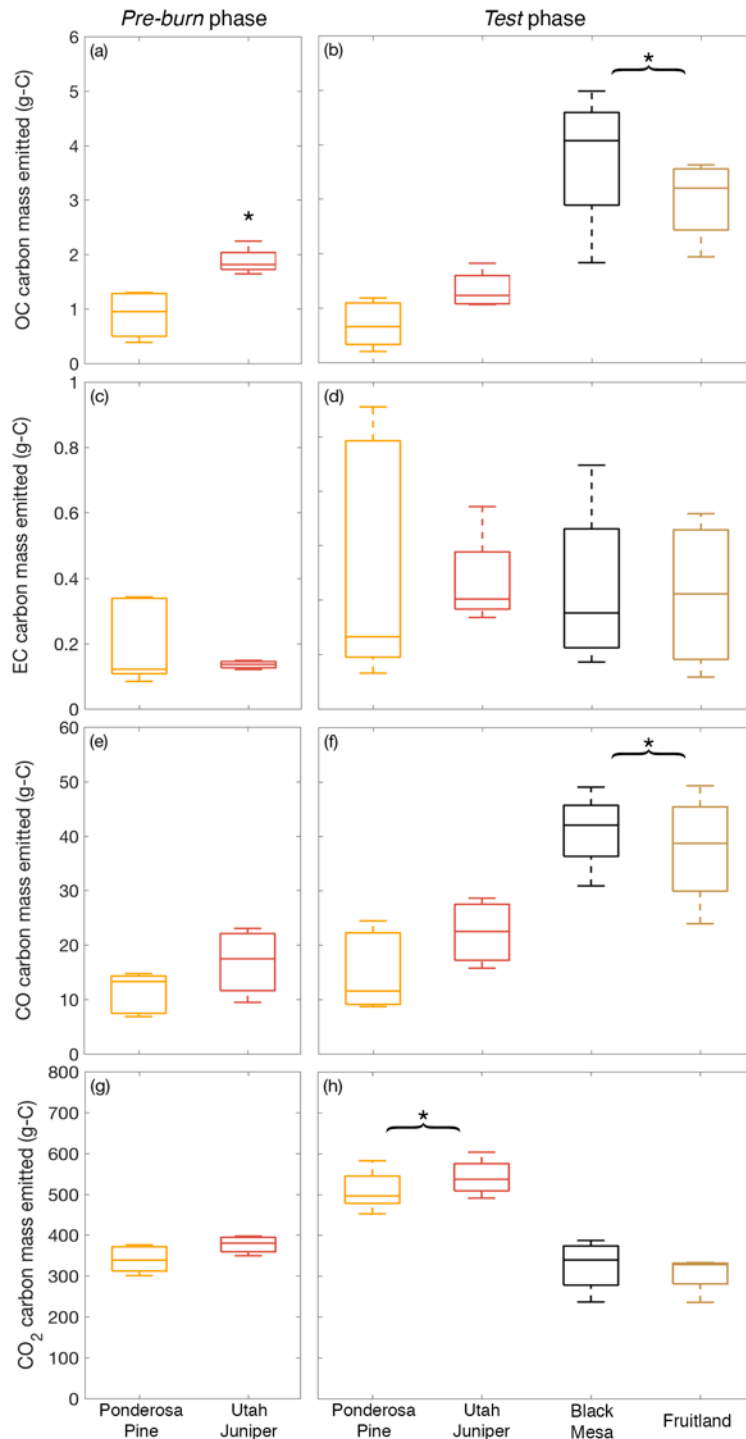 Pre-burn phase
Test phase
(a)
(b)
*
*
OC carbon mass emitted (g-C)
6
5
4
3
2
1
0
(c)
(d)
EC carbon mass emitted (g-C)
1
0.8
0.6
0.4
0.2
0
(e)
(f)
*
CO carbon mass emitted (g-C)
60
50
40
30
20
10
0
(g)
(h)
*
CO2 carbon mass emitted (g-C)
800
700
600
500
400
300
200
100
0
Ponderosa
Pine
Utah
Juniper
Ponderosa
Pine
Utah
Juniper
Black
Mesa
Fruitland